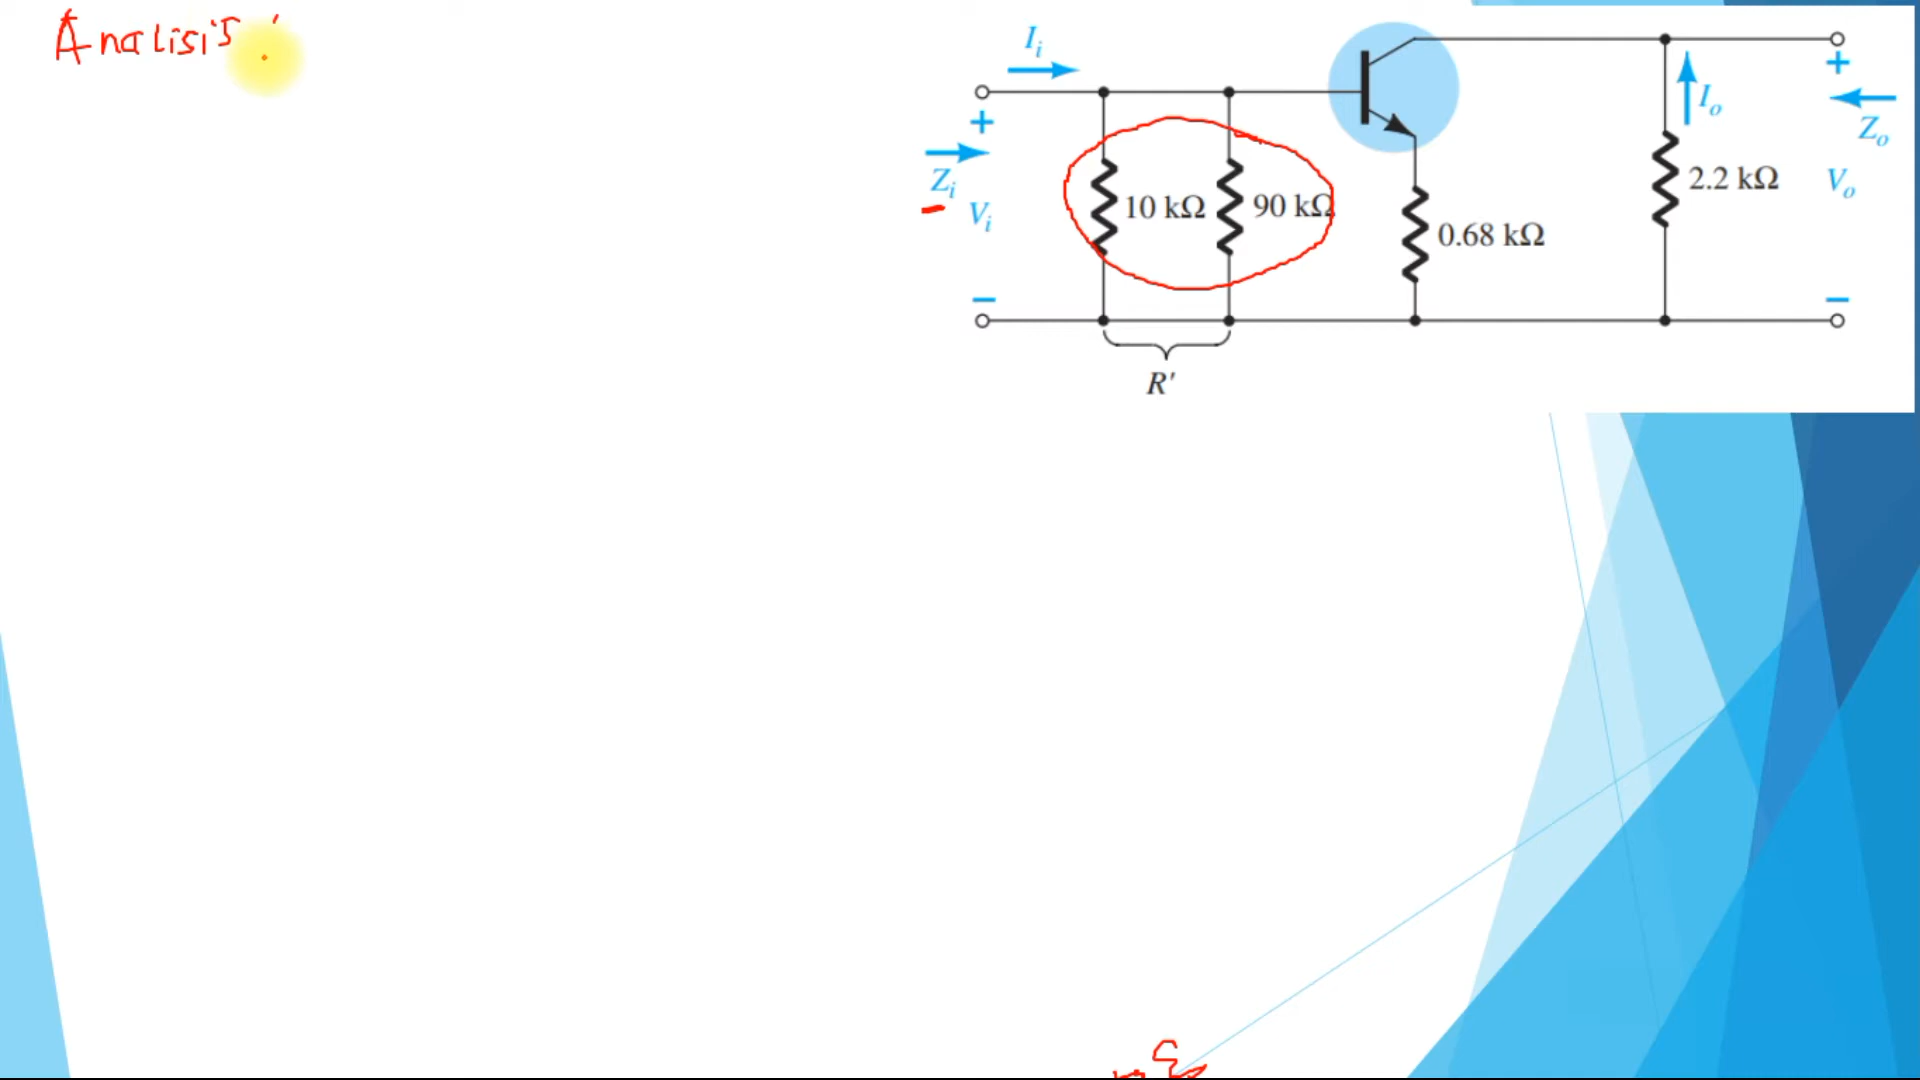 Analisis
I_i
Z_i
V_i
10 kΩ
90 kΩ
R'
0.68 kΩ
I_o
2.2 kΩ
Z_o
V_o
+
−
+
−